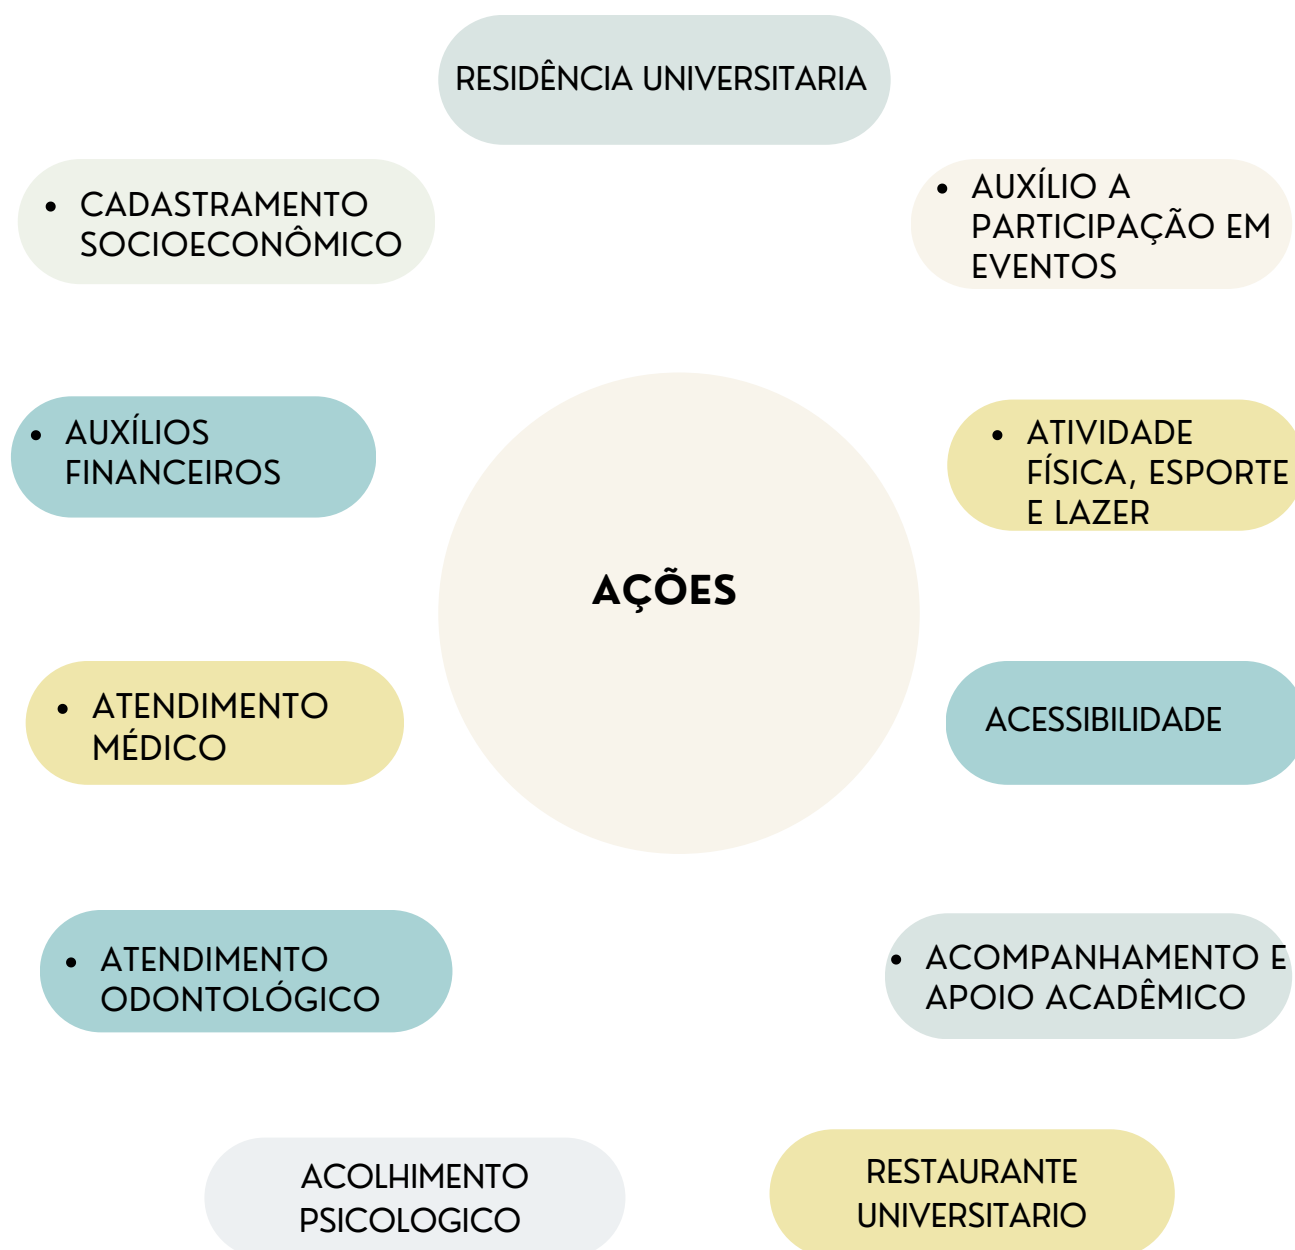 RESIDÊNCIA UNIVERSITARIA
• CADASTRAMENTO
SOCIOECONÔMICO
• AUXÍLIO A
PARTICIPAÇÃO EM
EVENTOS
• AUXÍLIOS
FINANCEIROS
• ATIVIDADE
FÍSICA, ESPORTE
E LAZER
AÇÕES
• ATENDIMENTO
MÉDICO
ACESSIBILIDADE
• ATENDIMENTO
ODONTOLÓGICO
• ACOMPANHAMENTO E
APOIO ACADÊMICO
ACOLHIMENTO
PSICOLOGICO
RESTAURANTE
UNIVERSITARIO